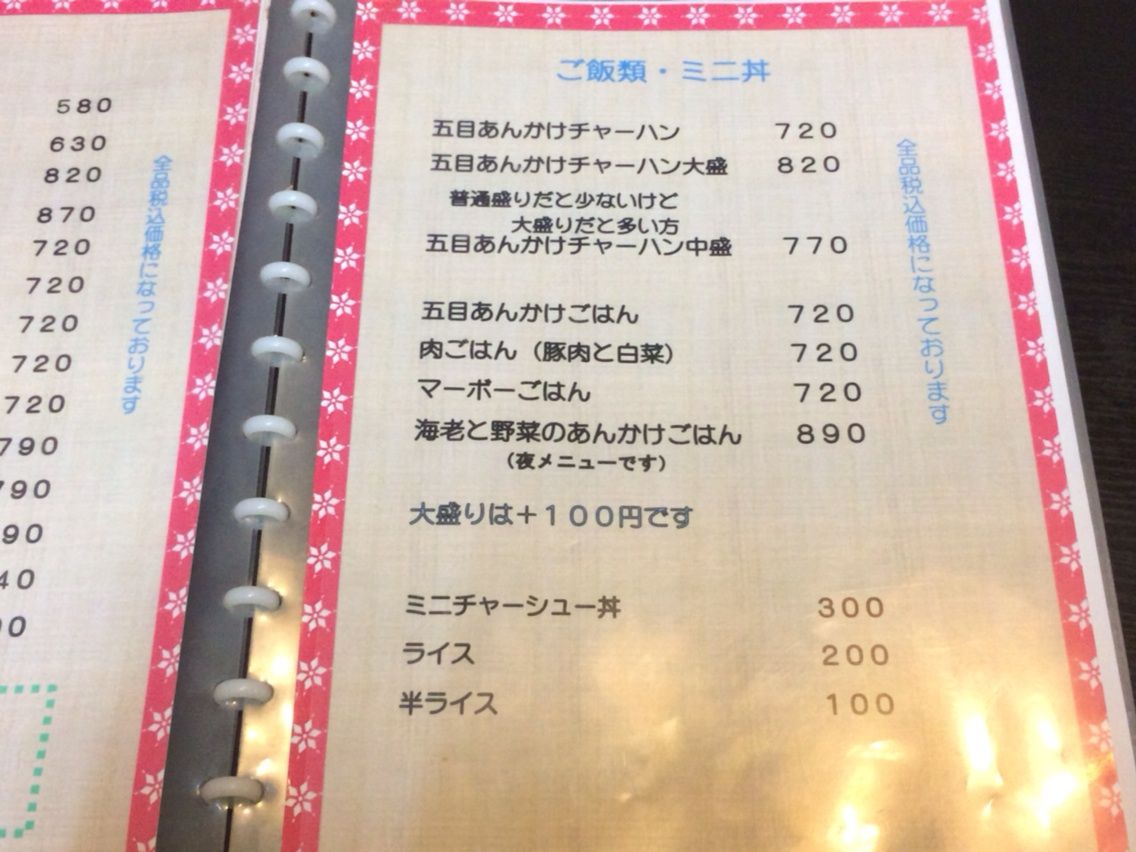 580
630
820
870
720
720
720
720
720
790
790
全品税込価格になっております
ご飯類・ミニ丼
五目あんかけチャーハン 720
五目あんかけチャーハン大盛 820
普通盛りだと少ないけど
大盛りだと多い方
五目あんかけチャーハン中盛 770
五目あんかけごはん 720
肉ごはん（豚肉と白菜） 720
マーボーごはん 720
海老と野菜のあんかけごはん 890
（夜メニューです）
大盛りは＋１００円です
ミニチャーシュー丼 300
ライス 200
半ライス 100
全品税込価格になっております